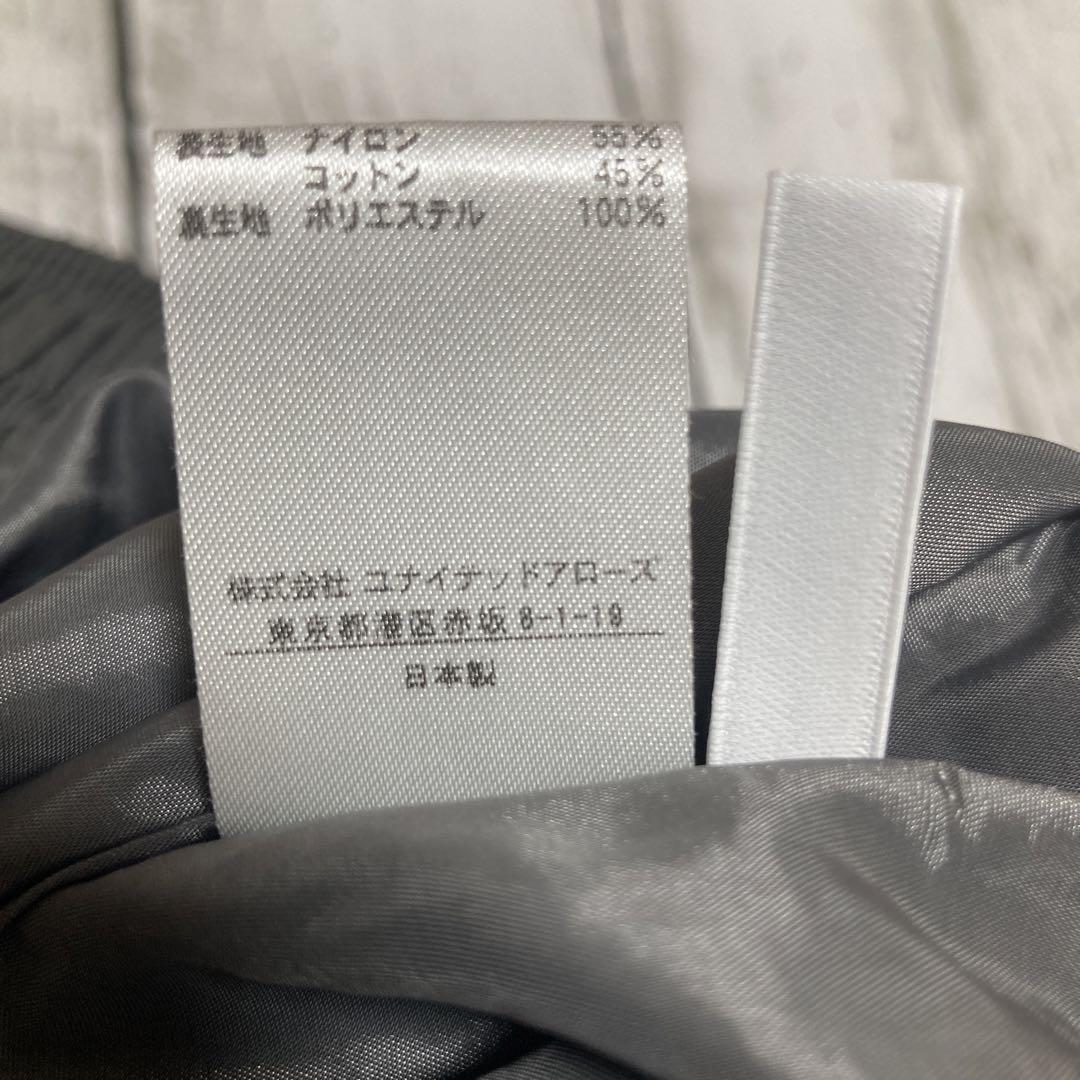 表生地 ナイロン 55%
コットン 45%
裏生地 ポリエステル 100%
株式会社 ユナイテッドアローズ
東京都港区赤坂8-1-19
日本製